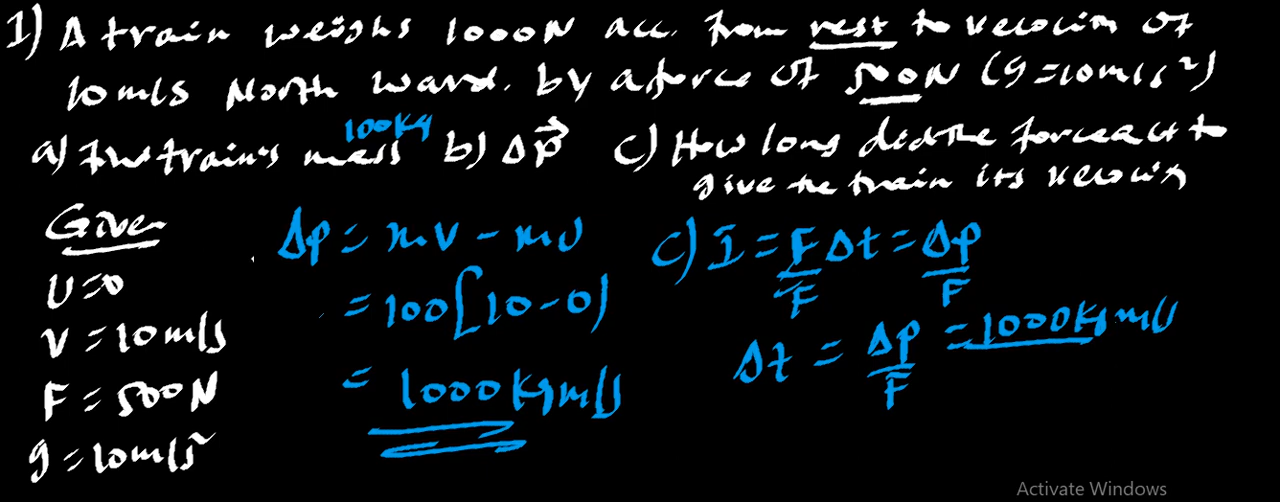 1) A train weighs 1000N acc. from rest to velocity of
10m/s North ward. by a force of 500N (g=10m/s²)
a) the train's mass 100kg b) Δp⃗ c) How long did the force act to
give the train its velocity
Given
U=0
V=10m/s
F=500N
g=10m/s²
Δp = mv - mu
= 100[10-0)
= 1000kgm/s
c) I = F Δt = Δp
F F
Δt = Δp/F = 1000kgm/s
Activate Windows